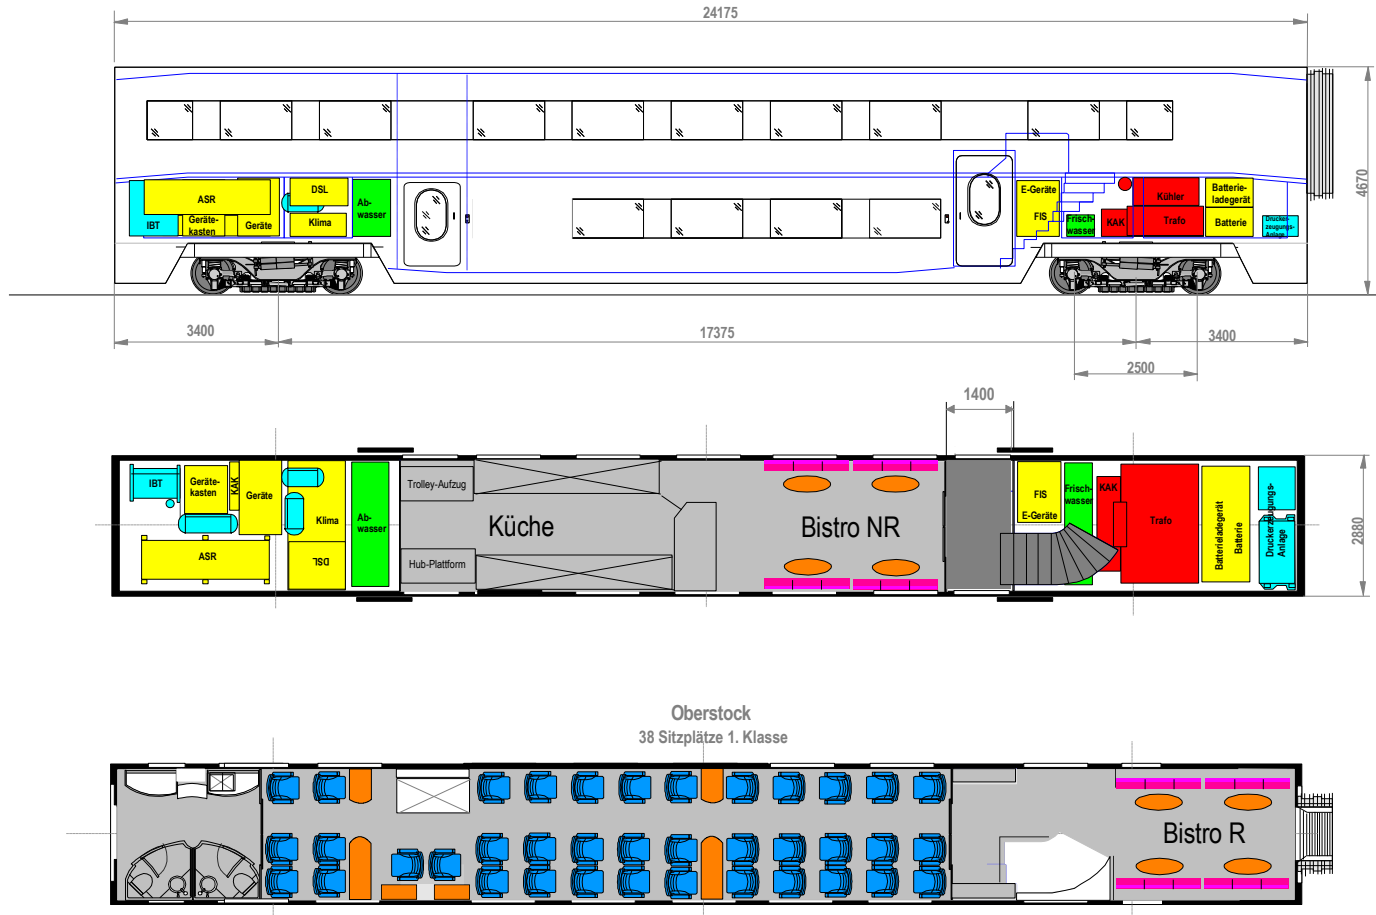 24175
4670
ASR
IBT
Geräte-
kasten
Geräte
DSL
Klima
Ab-
wasser
E-Geräte
FIS
Frisch-
wasser
KAK
Kühler
Trafo
Batterie-
ladegerät
Batterie
Drucker-
zeugungs-
Anlage
3400
17375
3400
2500
1400
IBT
Geräte-
kasten
KAK
Geräte
ASR
Klima
DSL
Ab-
wasser
Trolley-Aufzug
Küche
Hub-Plattform
Bistro NR
FIS
E-Geräte
Frisch-
wasser
KAK
Trafo
Batterieladegerät
Batterie
Druckerzeugungs-
Anlage
2880
Oberstock
38 Sitzplätze 1. Klasse
Bistro R